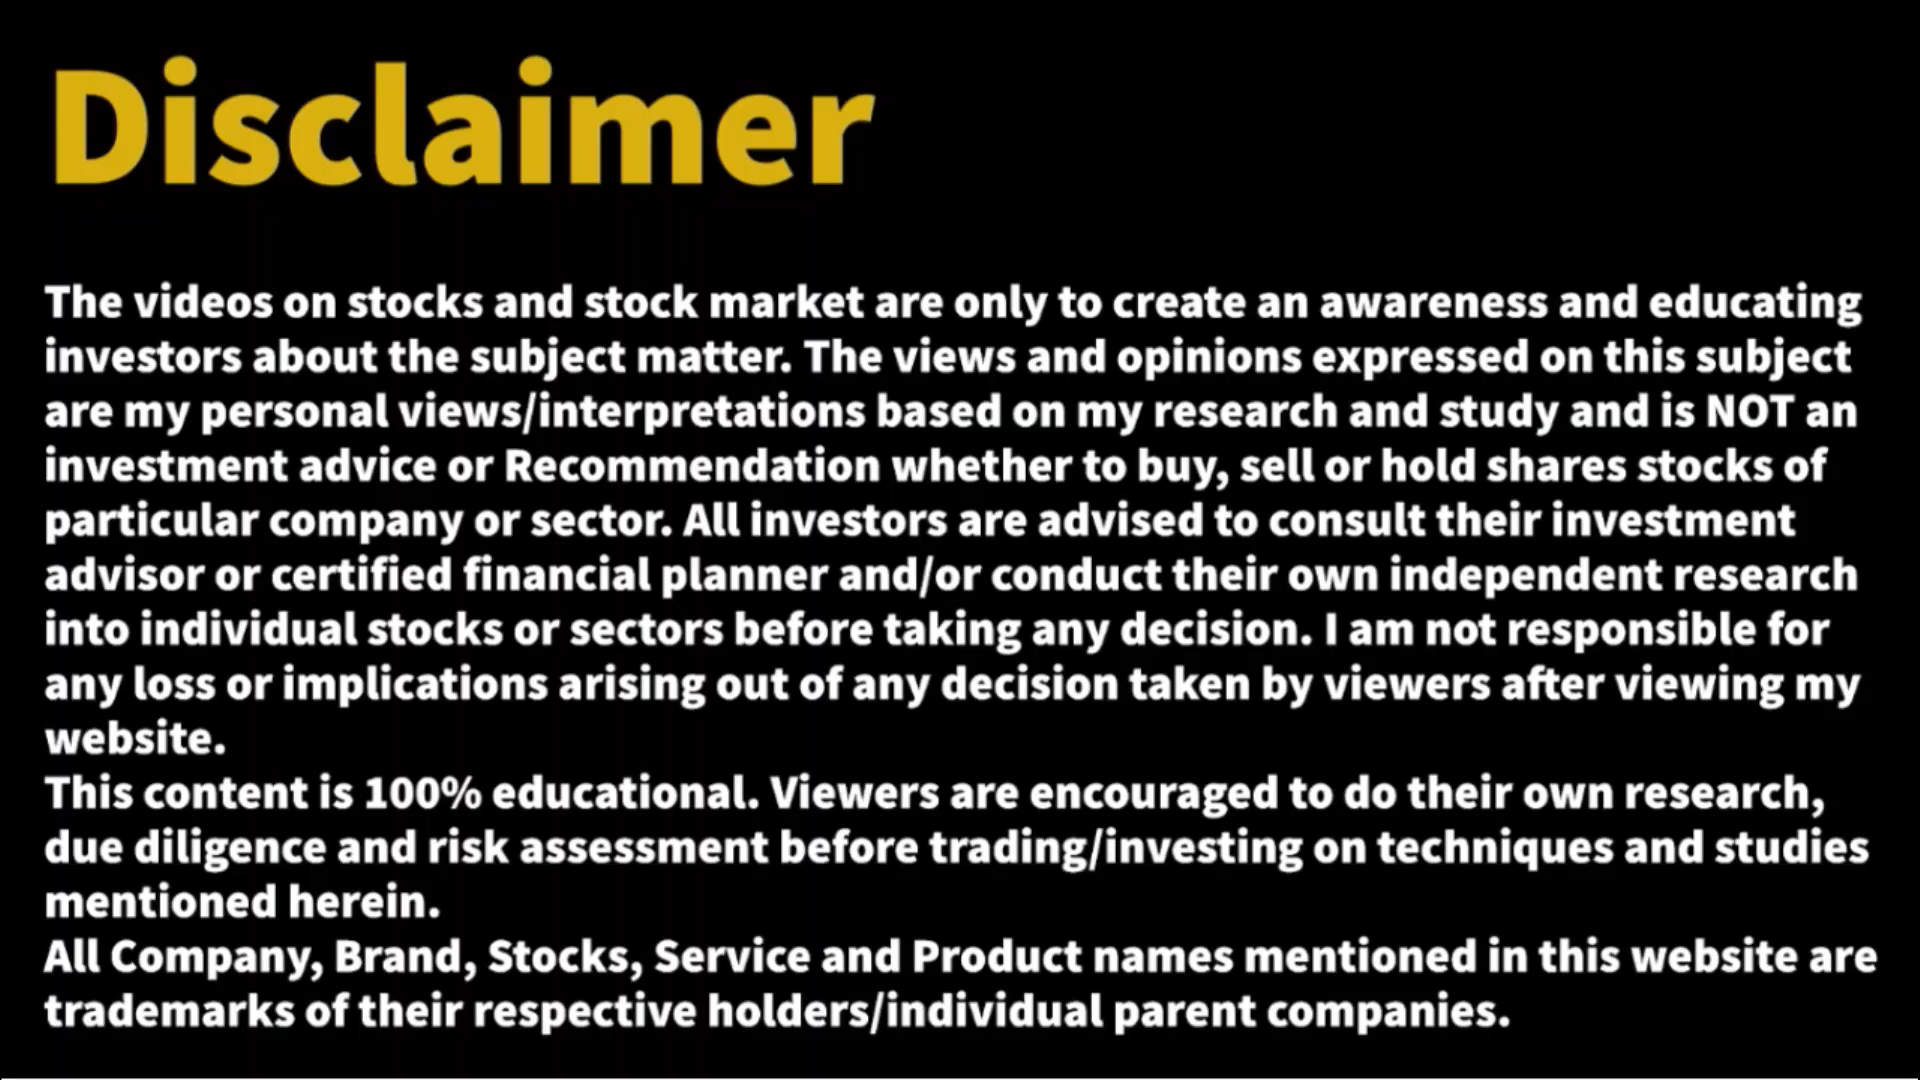 Disclaimer
The videos on stocks and stock market are only to create an awareness and educating
investors about the subject matter. The views and opinions expressed on this subject
are my personal views/interpretations based on my research and study and is NOT an
investment advice or Recommendation whether to buy, sell or hold shares stocks of
particular company or sector. All investors are advised to consult their investment
advisor or certified financial planner and/or conduct their own independent research
into individual stocks or sectors before taking any decision. I am not responsible for
any loss or implications arising out of any decision taken by viewers after viewing my
website.
This content is 100% educational. Viewers are encouraged to do their own research,
due diligence and risk assessment before trading/investing on techniques and studies
mentioned herein.
All Company, Brand, Stocks, Service and Product names mentioned in this website are
trademarks of their respective holders/individual parent companies.